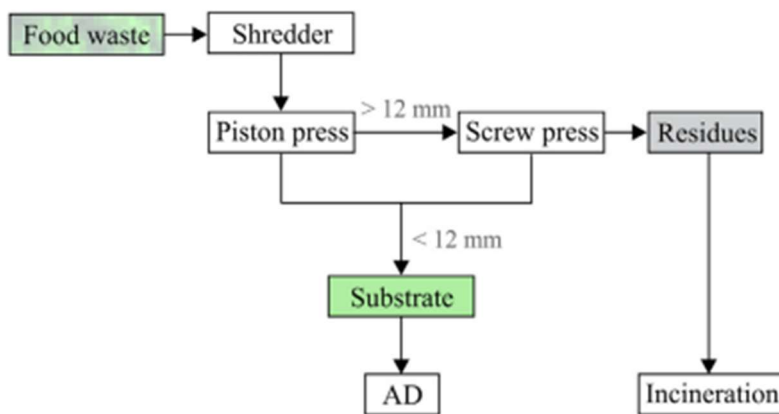 Food waste
Shredder
> 12 mm
Piston press
Screw press
Residues
< 12 mm
Substrate
AD
Incineration